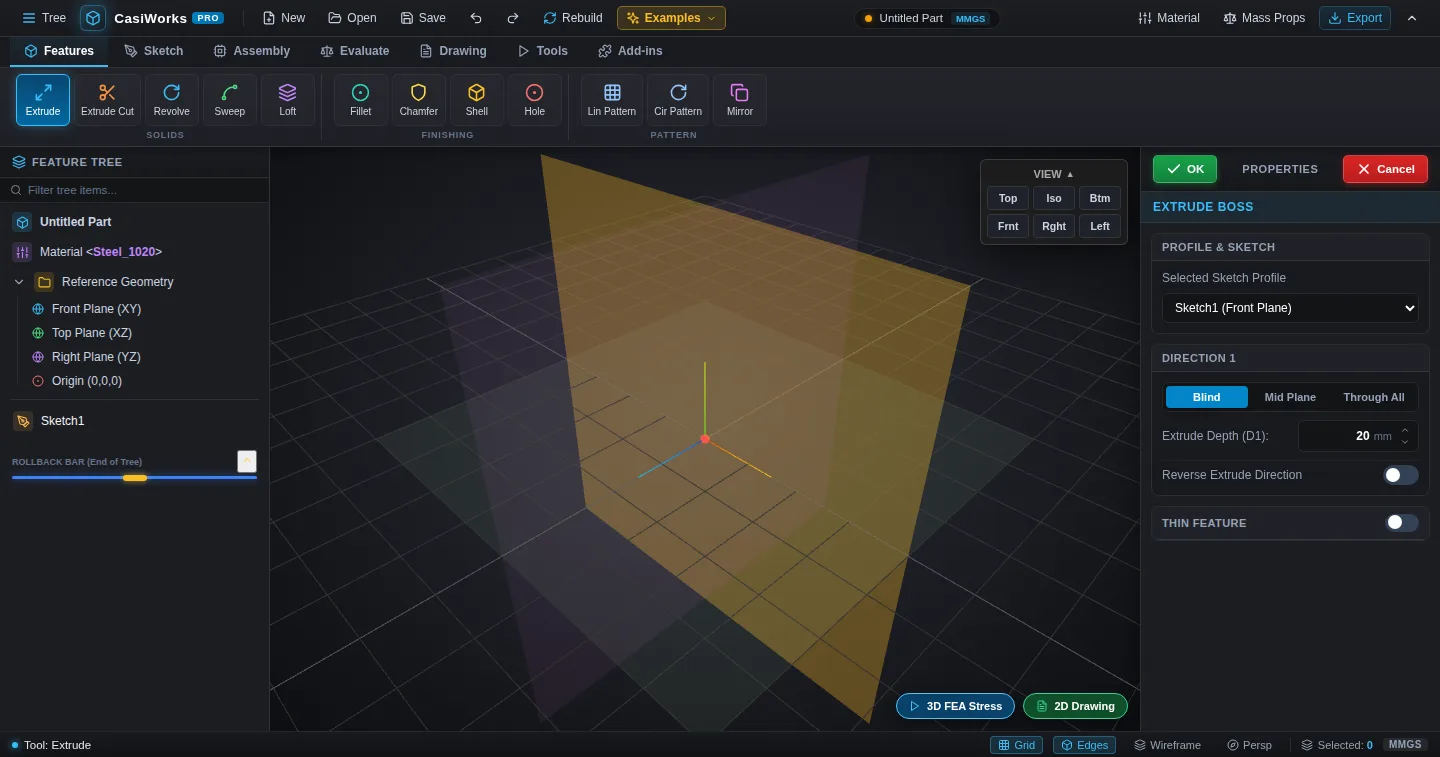 Tree
CasiWorks PRO
New
Open
Save
Rebuild
Examples
Untitled Part MMGS
Material
Mass Props
Export
Features
Sketch
Assembly
Evaluate
Drawing
Tools
Add-ins
Extrude
Extrude Cut
Revolve
Sweep
Loft
Fillet
Chamfer
Shell
Hole
Lin Pattern
Cir Pattern
Mirror
SOLIDS
FINISHING
PATTERN
FEATURE TREE
Filter tree items...
Untitled Part
Material <Steel_1020>
Reference Geometry
Front Plane (XY)
Top Plane (XZ)
Right Plane (YZ)
Origin (0,0,0)
Sketch1
ROLLBACK BAR (End of Tree)
VIEW ▲
Top Iso Btm
Frnt Rght Left
3D FEA Stress
2D Drawing
OK
PROPERTIES
Cancel
EXTRUDE BOSS
PROFILE & SKETCH
Selected Sketch Profile
Sketch1 (Front Plane)
DIRECTION 1
Blind Mid Plane Through All
Extrude Depth (D1): 20 mm
Reverse Extrude Direction
THIN FEATURE
Tool: Extrude
Grid
Edges
Wireframe
Persp
Selected: 0
MMGS